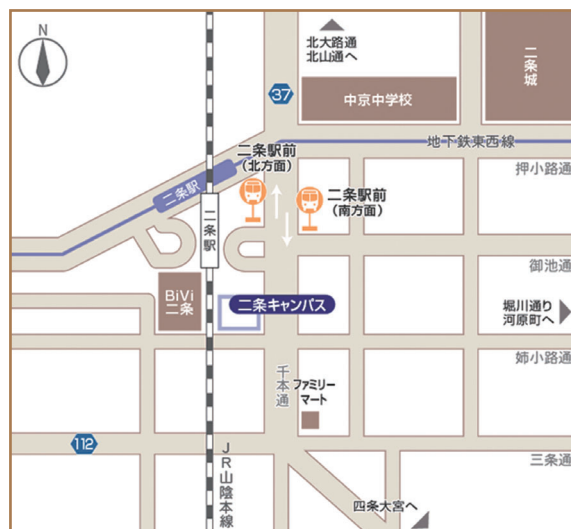 N
北大路通
北山通へ
二条城
37
中京中学校
地下鉄東西線
二条駅前
(北方面)
押小路通
二条駅
二条駅前
(南方面)
二条駅
御池通
BiVi
二条
二条キャンパス
堀川通り
河原町へ
姉小路通
千本通
ファミリー
マート
112
JR山陰本線
三条通
四条大宮へ